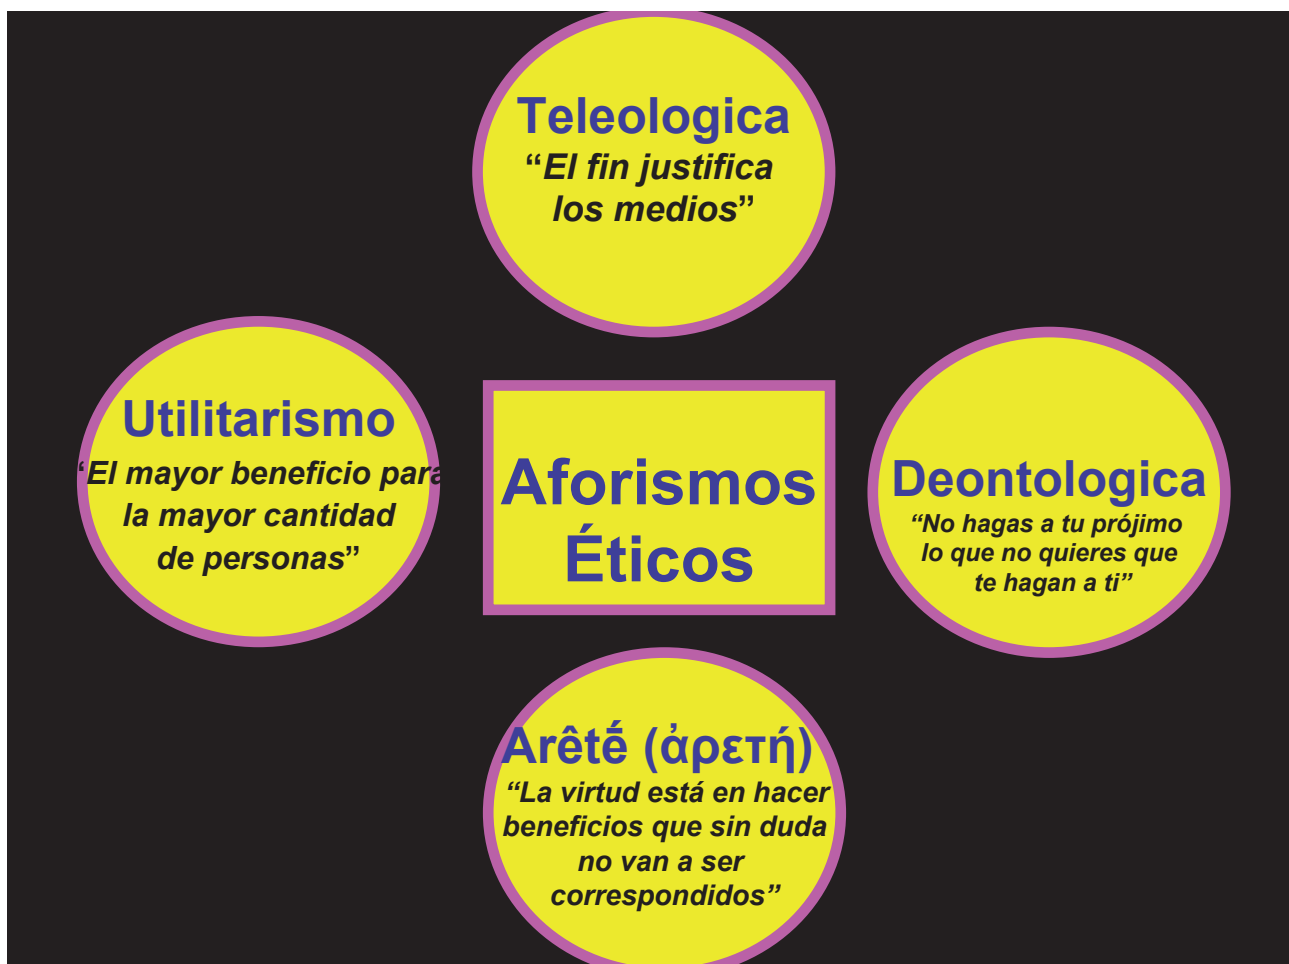 Teleologica
“El fin justifica
los medios”
Utilitarismo
“El mayor beneficio para
la mayor cantidad
de personas”
Aforismos
Éticos
Deontologica
“No hagas a tu prójimo
lo que no quieres que
te hagan a ti”
Arêtḗ (ἀρετή)
“La virtud está en hacer
beneficios que sin duda
no van a ser
correspondidos”